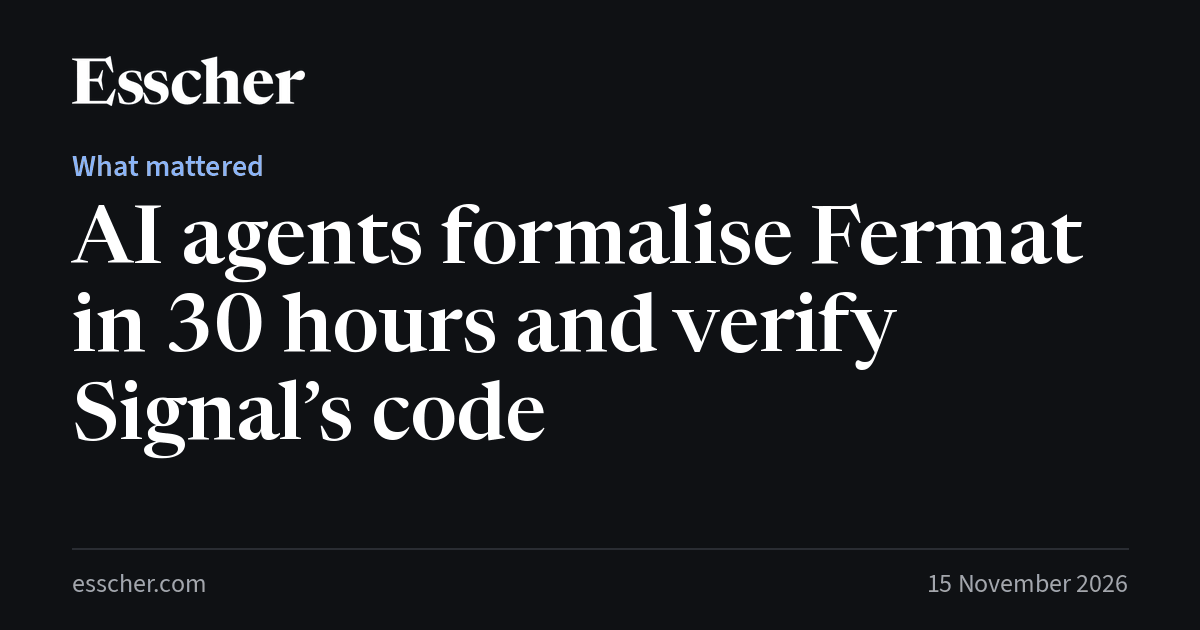 Esscher
What mattered
AI agents formalise Fermat
in 30 hours and verify
Signal’s code
esscher.com
15 November 2026